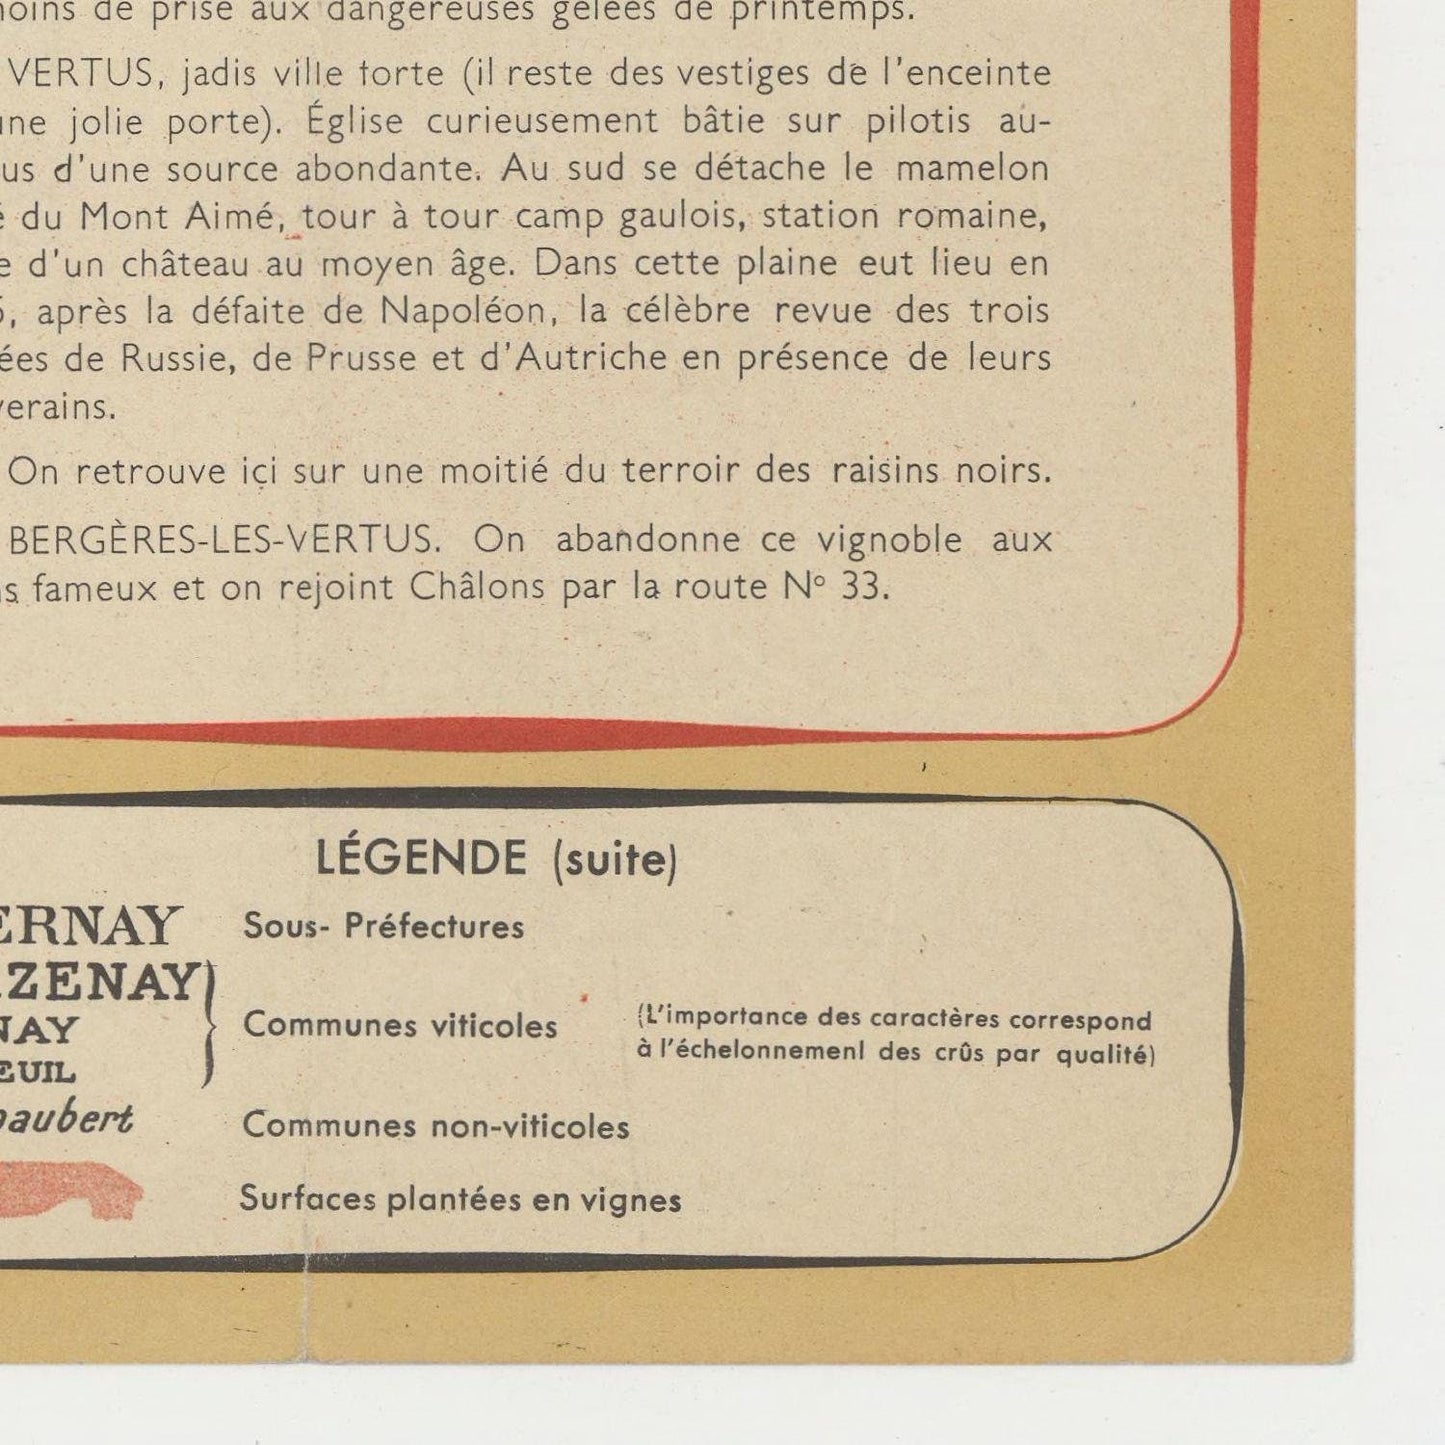 moins de prise aux dangereuses gelées de printemps.
VERTUS, jadis ville forte (il reste des vestiges de l'enceinte
une jolie porte). Église curieusement bâtie sur pilotis au-
us d'une source abondante. Au sud se détache le mamelon
é du Mont Aimé, tour à tour camp gaulois, station romaine,
e d'un château au moyen âge. Dans cette plaine eut lieu en
5, après la défaite de Napoléon, la célèbre revue des trois
ées de Russie, de Prusse et d'Autriche en présence de leurs
verains.
On retrouve ici sur une moitié du terroir des raisins noirs.
BERGÈRES-LES-VERTUS. On abandonne ce vignoble aux
ns fameux et on rejoint Châlons par la route N° 33.
LÉGENDE (suite)
ERNAY Sous- Préfectures
ZENAY
NAY Communes viticoles (L'importance des caractères correspond
à l'échelonnemenl des crûs par qualité)
EUIL
baubert Communes non-viticoles
Surfaces plantées en vignes